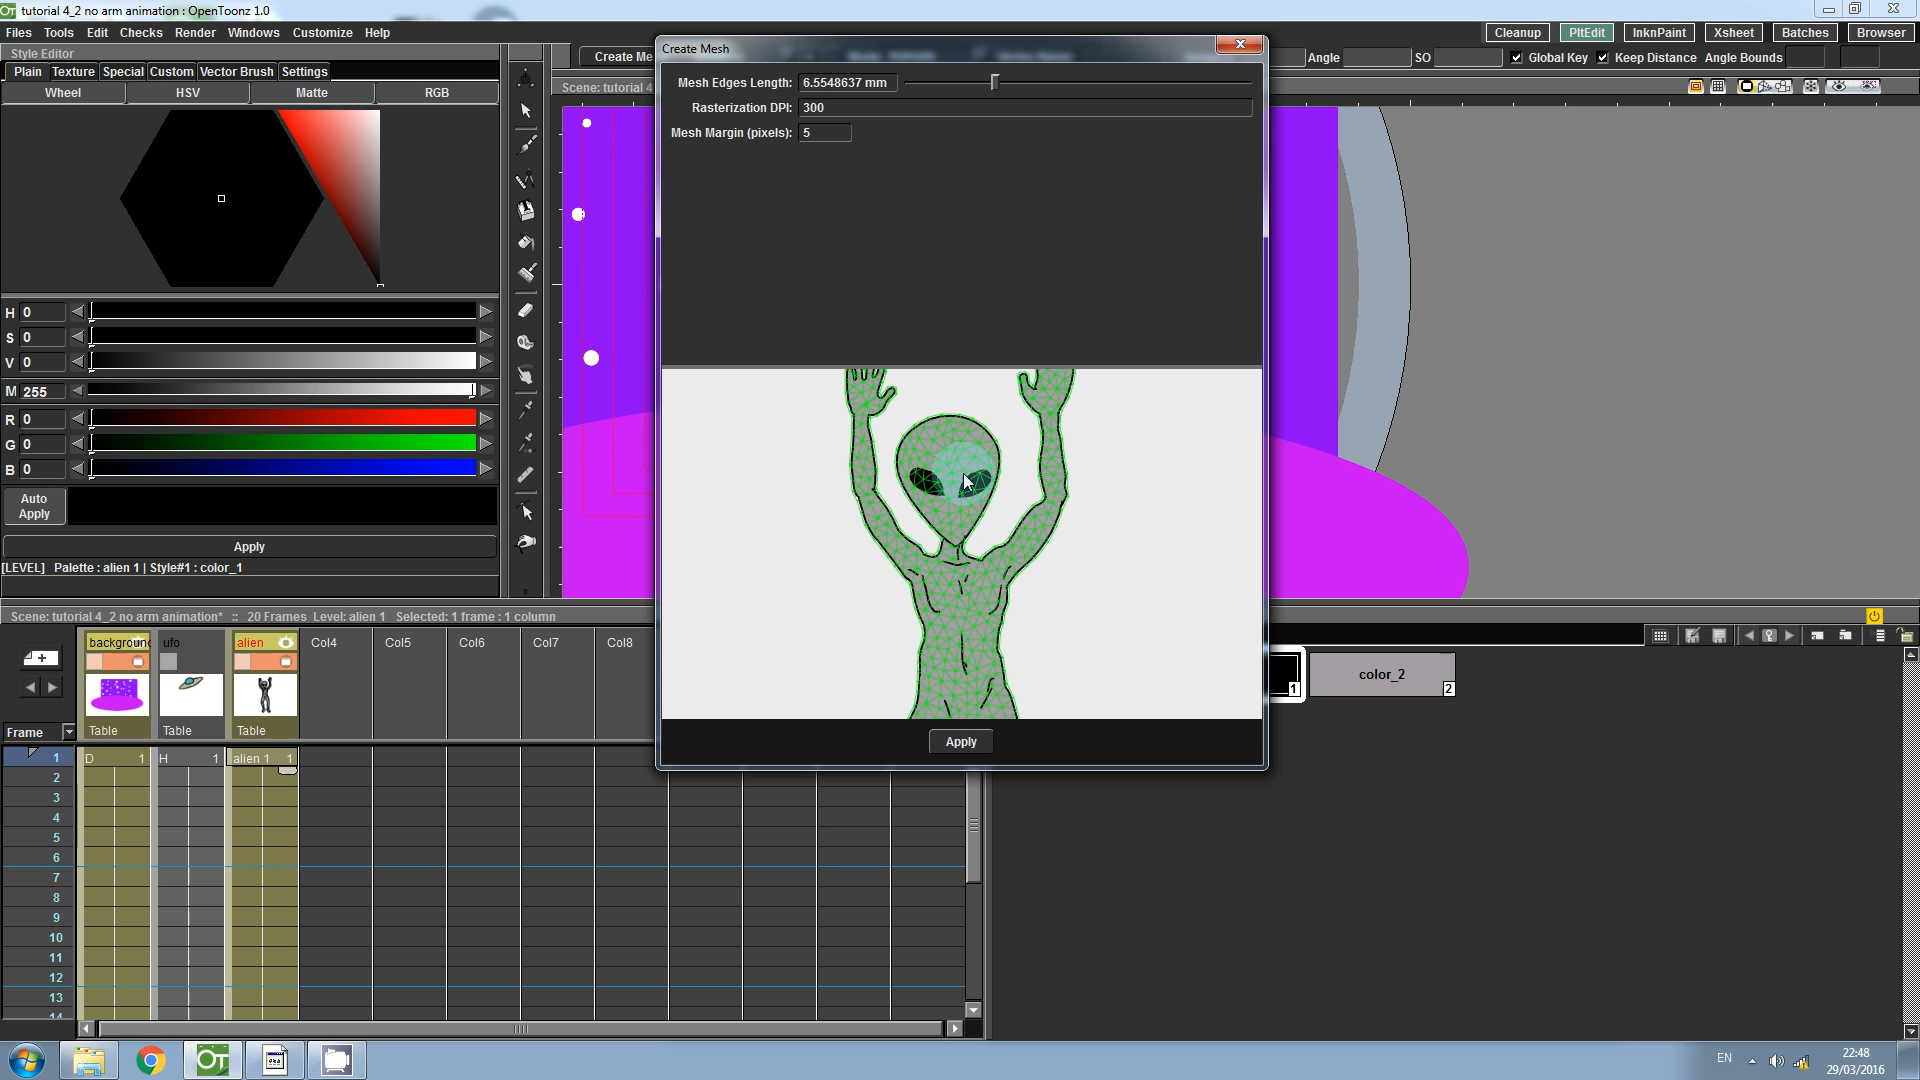 tutorial 4_2 no arm animation : OpenToonz 1.0
Files Tools Edit Checks Render Windows Customize Help
Cleanup PltEdit InknPaint Xsheet Batches Browser
Style Editor
Plain Texture Special Custom Vector Brush Settings
Wheel HSV Matte RGB
H 0
S 0
V 0
M 255
R 0
G 0
B 0
Auto Apply
Apply
[LEVEL] Palette : alien 1 | Style#1 : color_1
Create Me
Angle SO Global Key Keep Distance Angle Bounds
Scene: tutorial 4
Create Mesh
Mesh Edges Length: 6.5548637 mm
Rasterization DPI: 300
Mesh Margin (pixels): 5
Apply
Scene: tutorial 4_2 no arm animation* :: 20 Frames Level: alien 1 Selected: 1 frame : 1 column
background ufo alien Col4 Col5 Col6 Col7 Col8
Table Table Table
Frame
1 D 1 H 1 alien 1 1
2
3
4
5
6
7
8
9
10
11
12
13
14
1 color_2 2
OT
EN
22:48
29/03/2016